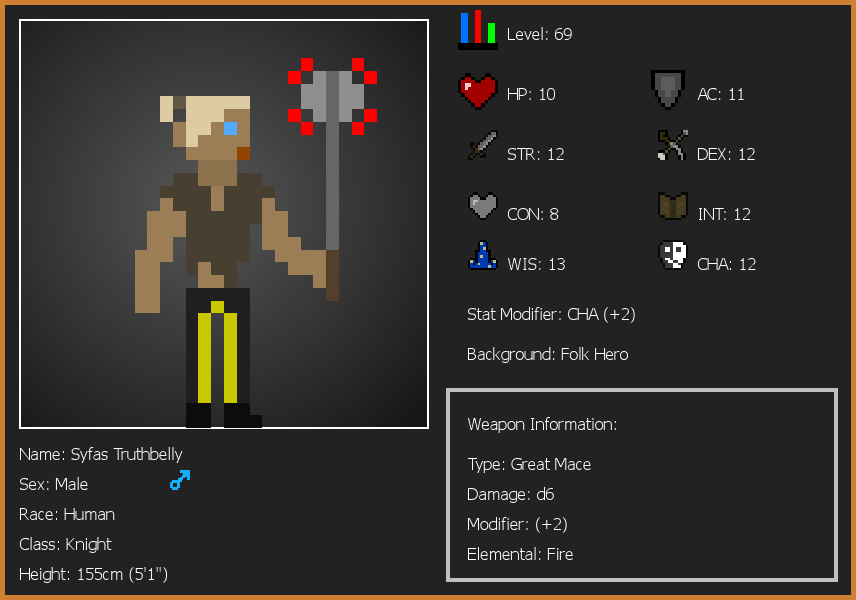 Level: 69
HP: 10
AC: 11
STR: 12
DEX: 12
CON: 8
INT: 12
WIS: 13
CHA: 12
Stat Modifier: CHA (+2)
Background: Folk Hero
Weapon Information:
Type: Great Mace
Damage: d6
Modifier: (+2)
Elemental: Fire
Name: Syfas Truthbelly
Sex: Male
Race: Human
Class: Knight
Height: 155cm (5'1")